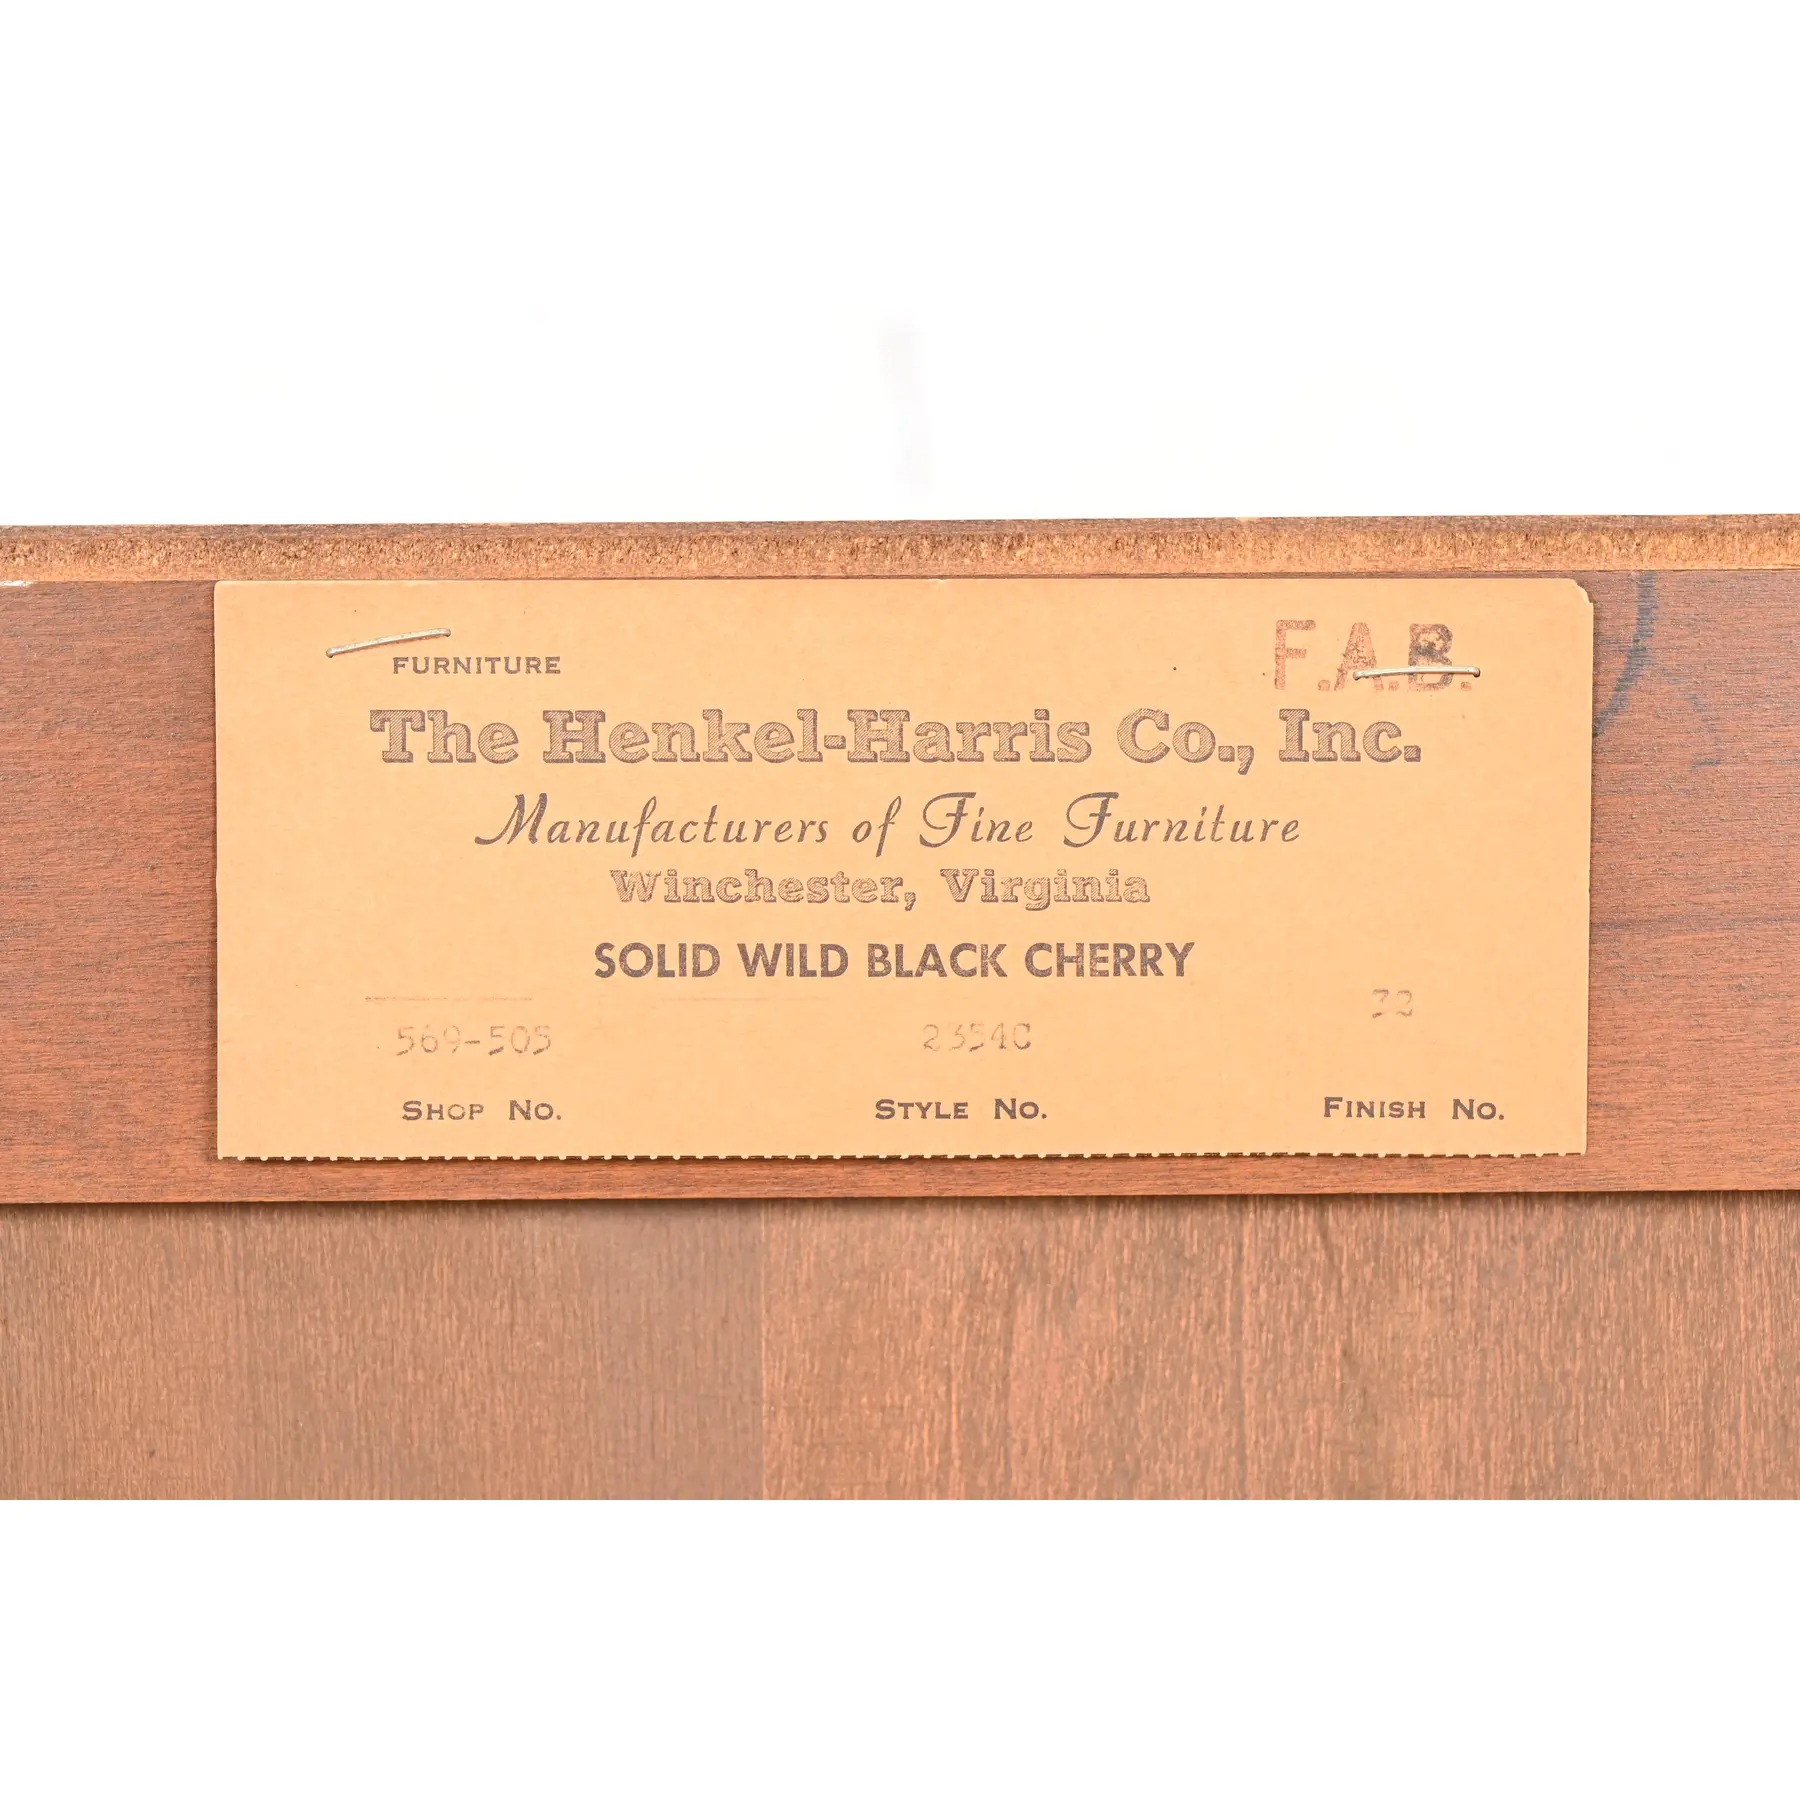 FURNITURE
F.A.B.
The Henkel-Harris Co., Inc.
Manufacturers of Fine Furniture
Winchester, Virginia
SOLID WILD BLACK CHERRY
569-505
2354C
32
SHOP NO.
STYLE NO.
FINISH NO.